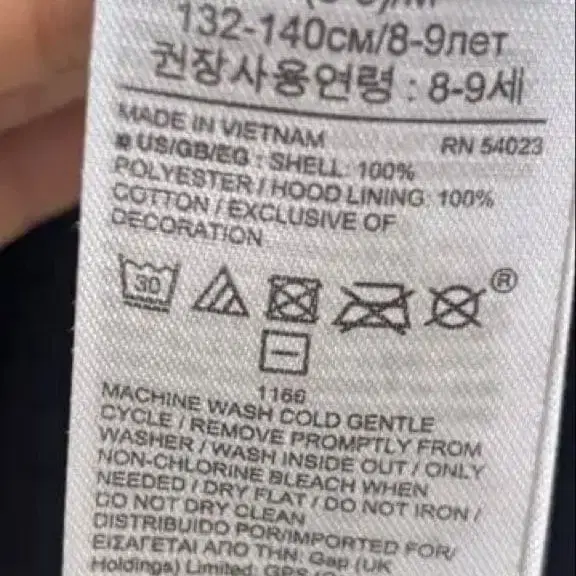 132-140см/8-9лет
권장사용연령 : 8-9세
MADE IN VIETNAM RN 54023
US/GB/EG : SHELL: 100%
POLYESTER / HOOD LINING: 100%
COTTON / EXCLUSIVE OF
DECORATION
30
®
1166
MACHINE WASH COLD GENTLE
CYCLE / REMOVE PROMPTLY FROM
WASHER / WASH INSIDE OUT / ONLY
NON-CHLORINE BLEACH WHEN
NEEDED / DRY FLAT / DO NOT IRON /
DO NOT DRY CLEAN
DISTRIBUIDO POR/IMPORTED FOR/
ΕΙΣΑΓΕΤΑΙ ΑΠΟ ΤΗΝ: Gap (UK
Holdings) Limited: